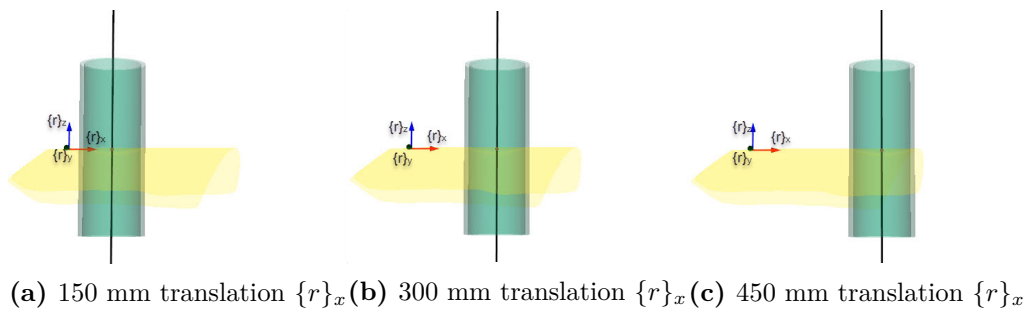 {r}z {r}x {r}y
{r}z {r}x {r}y
{r}z {r}x {r}y
(a) 150 mm translation {r}x (b) 300 mm translation {r}x (c) 450 mm translation {r}x